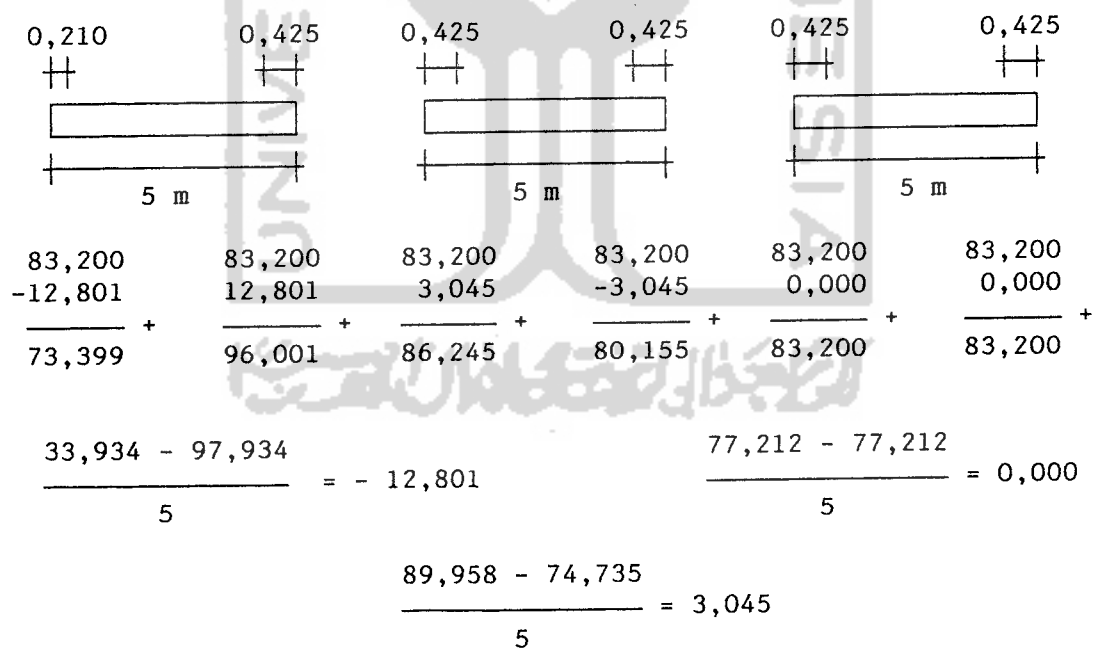 0,210 0,425 0,425 0,425 0,425 0,425
5 m 5 m 5 m
83,200 83,200 83,200 83,200 83,200 83,200
-12,801 12,801 3,045 -3,045 0,000 0,000
+ + + + + +
73,399 96,001 86,245 80,155 83,200 83,200
33,934 - 97,934 77,212 - 77,212
= - 12,801 = 0,000
5 5
89,958 - 74,735
= 3,045
5